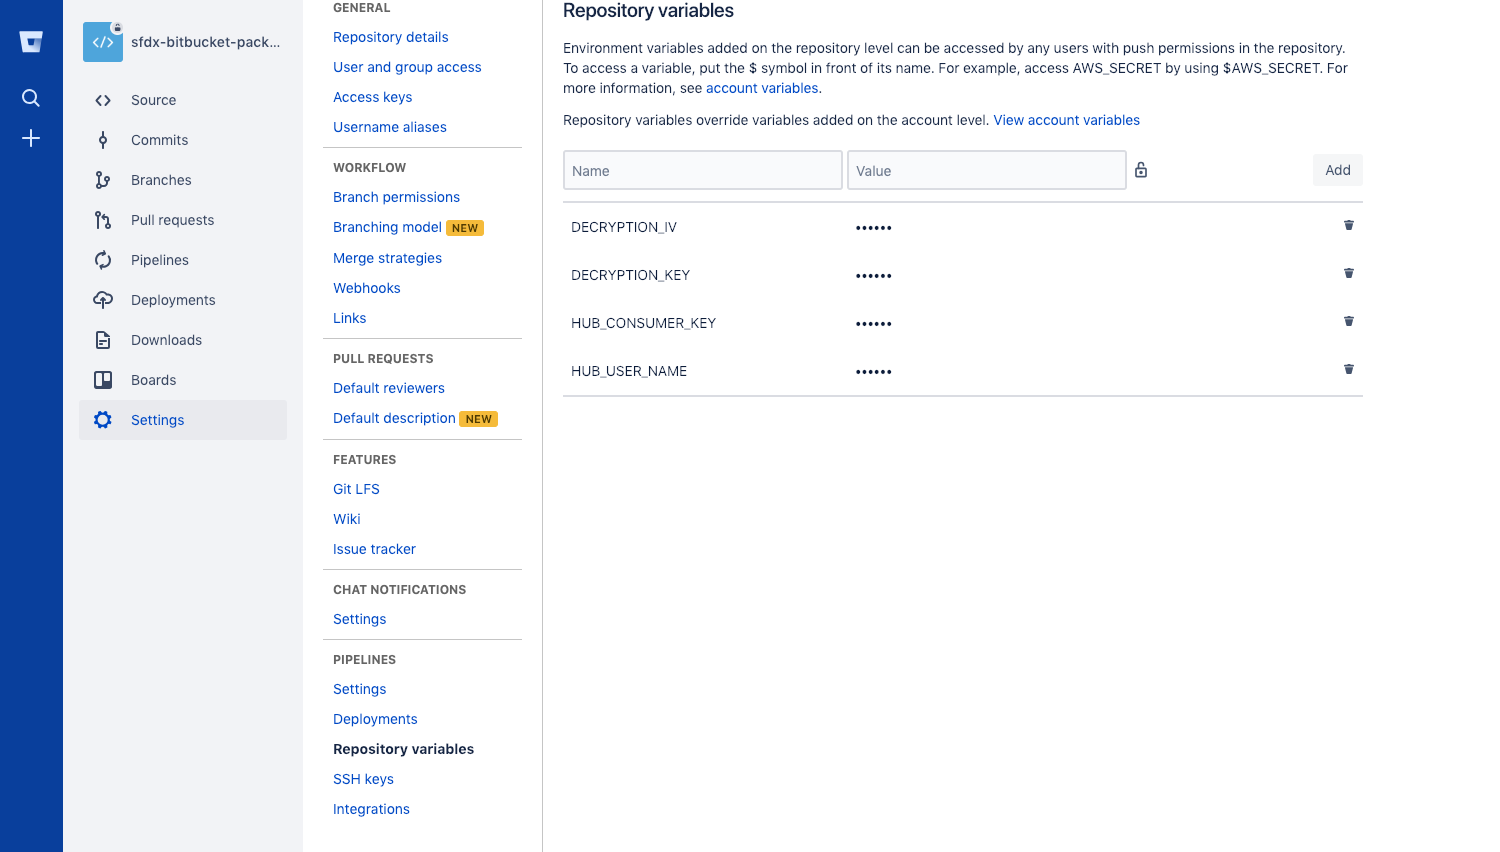 sfdx-bitbucket-pack...
Source
Commits
Branches
Pull requests
Pipelines
Deployments
Downloads
Boards
Settings
GENERAL
Repository details
User and group access
Access keys
Username aliases
WORKFLOW
Branch permissions
Branching model NEW
Merge strategies
Webhooks
Links
PULL REQUESTS
Default reviewers
Default description NEW
FEATURES
Git LFS
Wiki
Issue tracker
CHAT NOTIFICATIONS
Settings
PIPELINES
Settings
Deployments
Repository variables
SSH keys
Integrations
Repository variables
Environment variables added on the repository level can be accessed by any users with push permissions in the repository.
To access a variable, put the $ symbol in front of its name. For example, access AWS_SECRET by using $AWS_SECRET. For
more information, see account variables.
Repository variables override variables added on the account level. View account variables
Name Value Add
DECRYPTION_IV ••••••
DECRYPTION_KEY ••••••
HUB_CONSUMER_KEY ••••••
HUB_USER_NAME ••••••